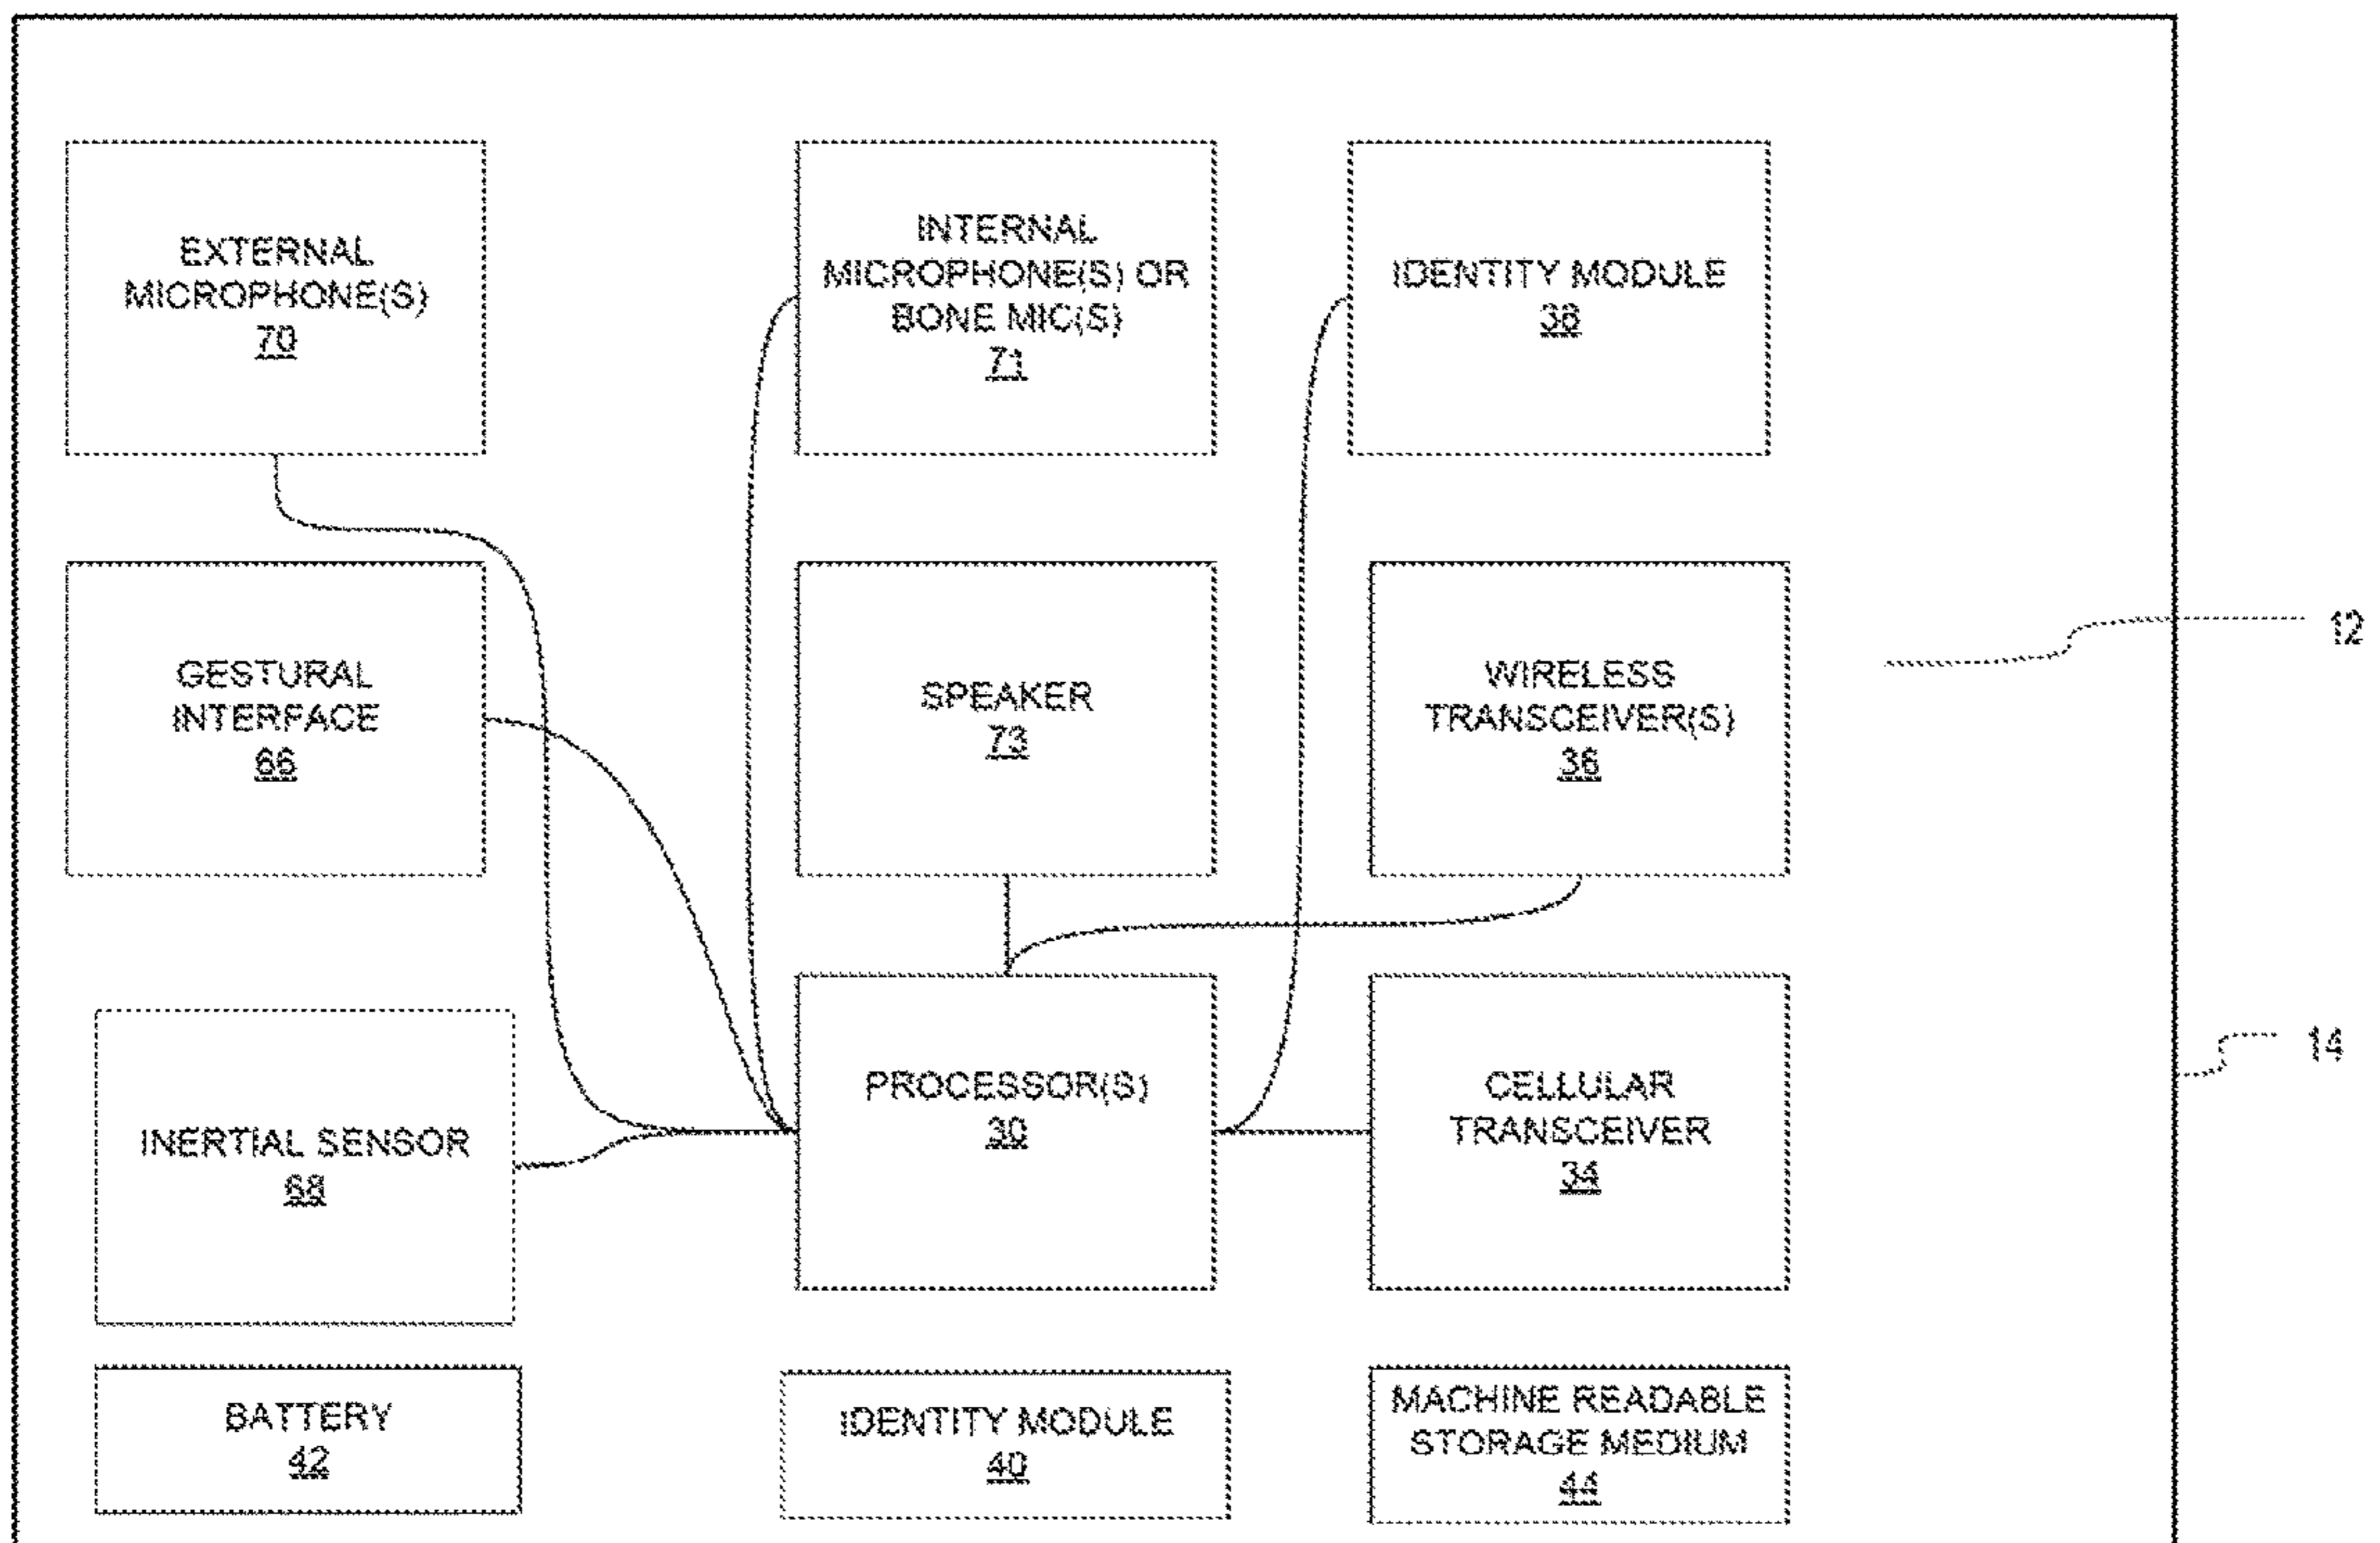 EXTERNAL
MICROPHONE(S)
70
INTERNAL
MICROPHONE(S) OR
BONE MIC(S)
71
IDENTITY MODULE
38
GESTURAL
INTERFACE
66
SPEAKER
73
WIRELESS
TRANSCEIVER(S)
36
12
INERTIAL SENSOR
68
PROCESSOR(S)
30
CELLULAR
TRANSCEIVER
34
14
BATTERY
42
IDENTITY MODULE
40
MACHINE READABLE
STORAGE MEDIUM
44